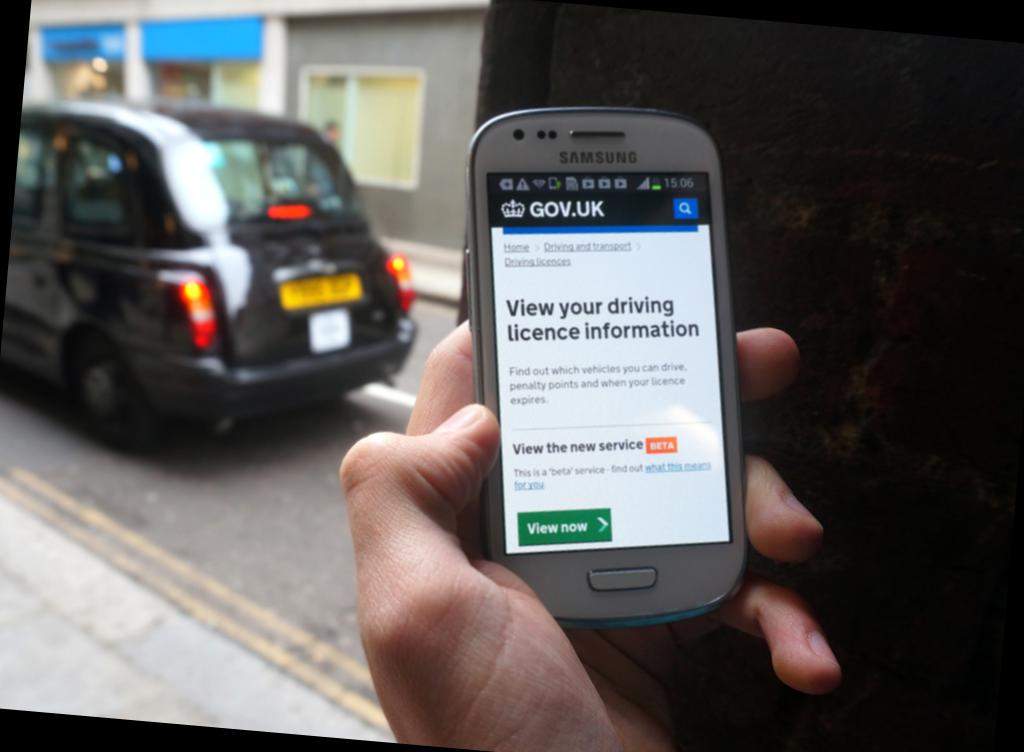 SAMSUNG
15:06
GOV.UK
Home > Driving and transport >
Driving licences
View your driving
licence information
Find out which vehicles you can drive,
penalty points and when your licence
expires.
View the new service BETA
This is a 'beta' service - find out what this means
for you
View now